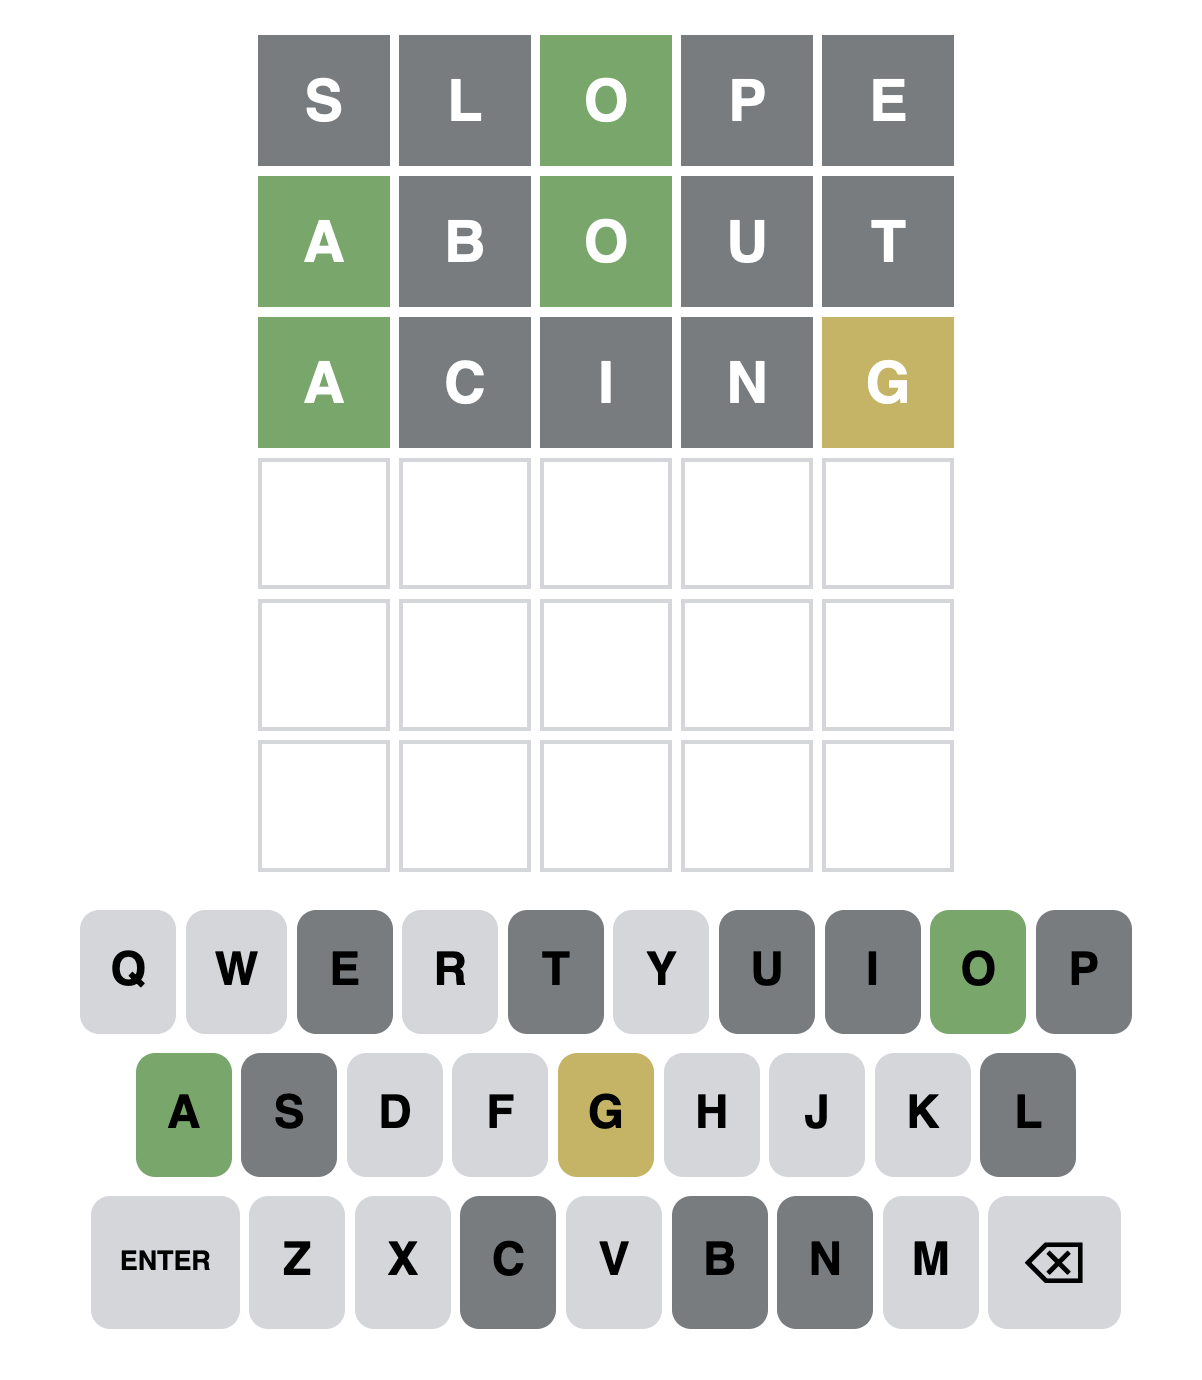 S L O P E
A B O U T
A C I N G
Q W E R T Y U I O P
A S D F G H J K L
ENTER Z X C V B N M